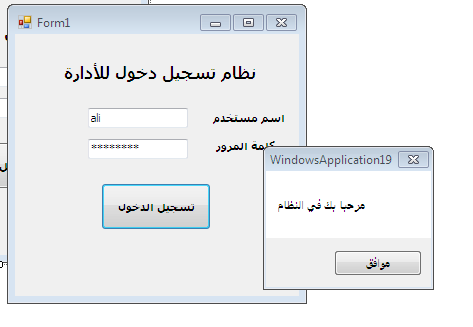 Form1
نظام تسجيل دخول للأدارة
اسم مستخدم
ali
كلمة المرور
********
تسجيل الدخول
WindowsApplication19
مرحبا بك في النظام
موافق